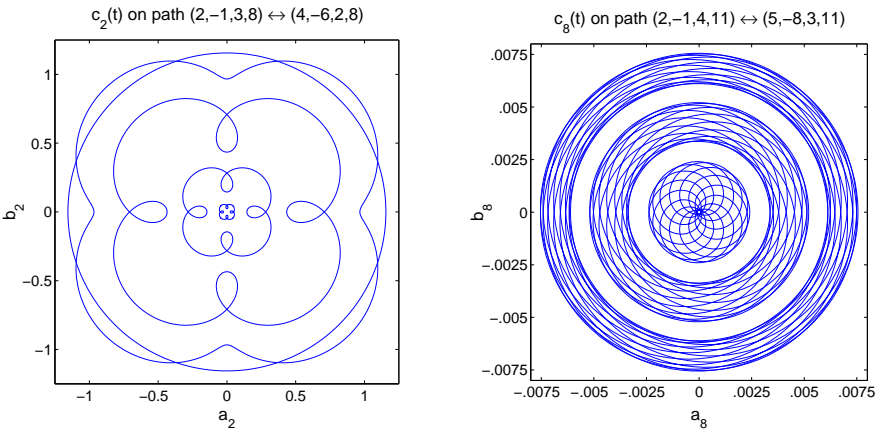 c₂(t) on path (2,−1,3,8) ↔ (4,−6,2,8)
1
0.5
0
−0.5
−1
b₂
−1 −0.5 0 0.5 1
a₂
c₈(t) on path (2,−1,4,11) ↔ (5,−8,3,11)
.0075
.005
.0025
0
−.0025
−.005
−.0075
b₈
−.0075 −.005 −.0025 0 .0025 .005 .0075
a₈